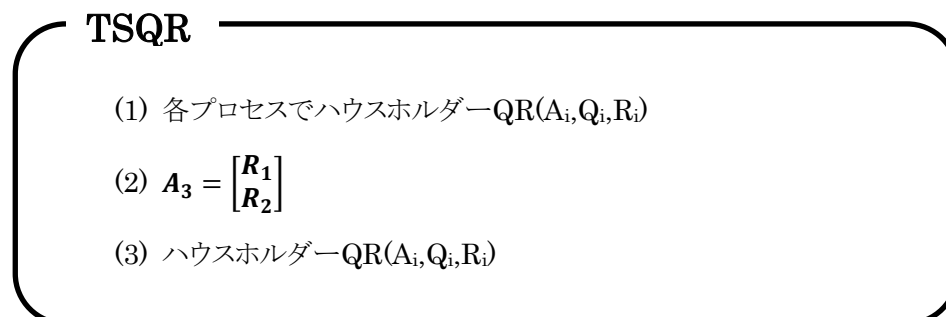 TSQR
(1) 各プロセスでハウスホルダーQR(Aᵢ,Qᵢ,Rᵢ)
(2) A₃ = [R₁
R₂]
(3) ハウスホルダーQR(Aᵢ,Qᵢ,Rᵢ)